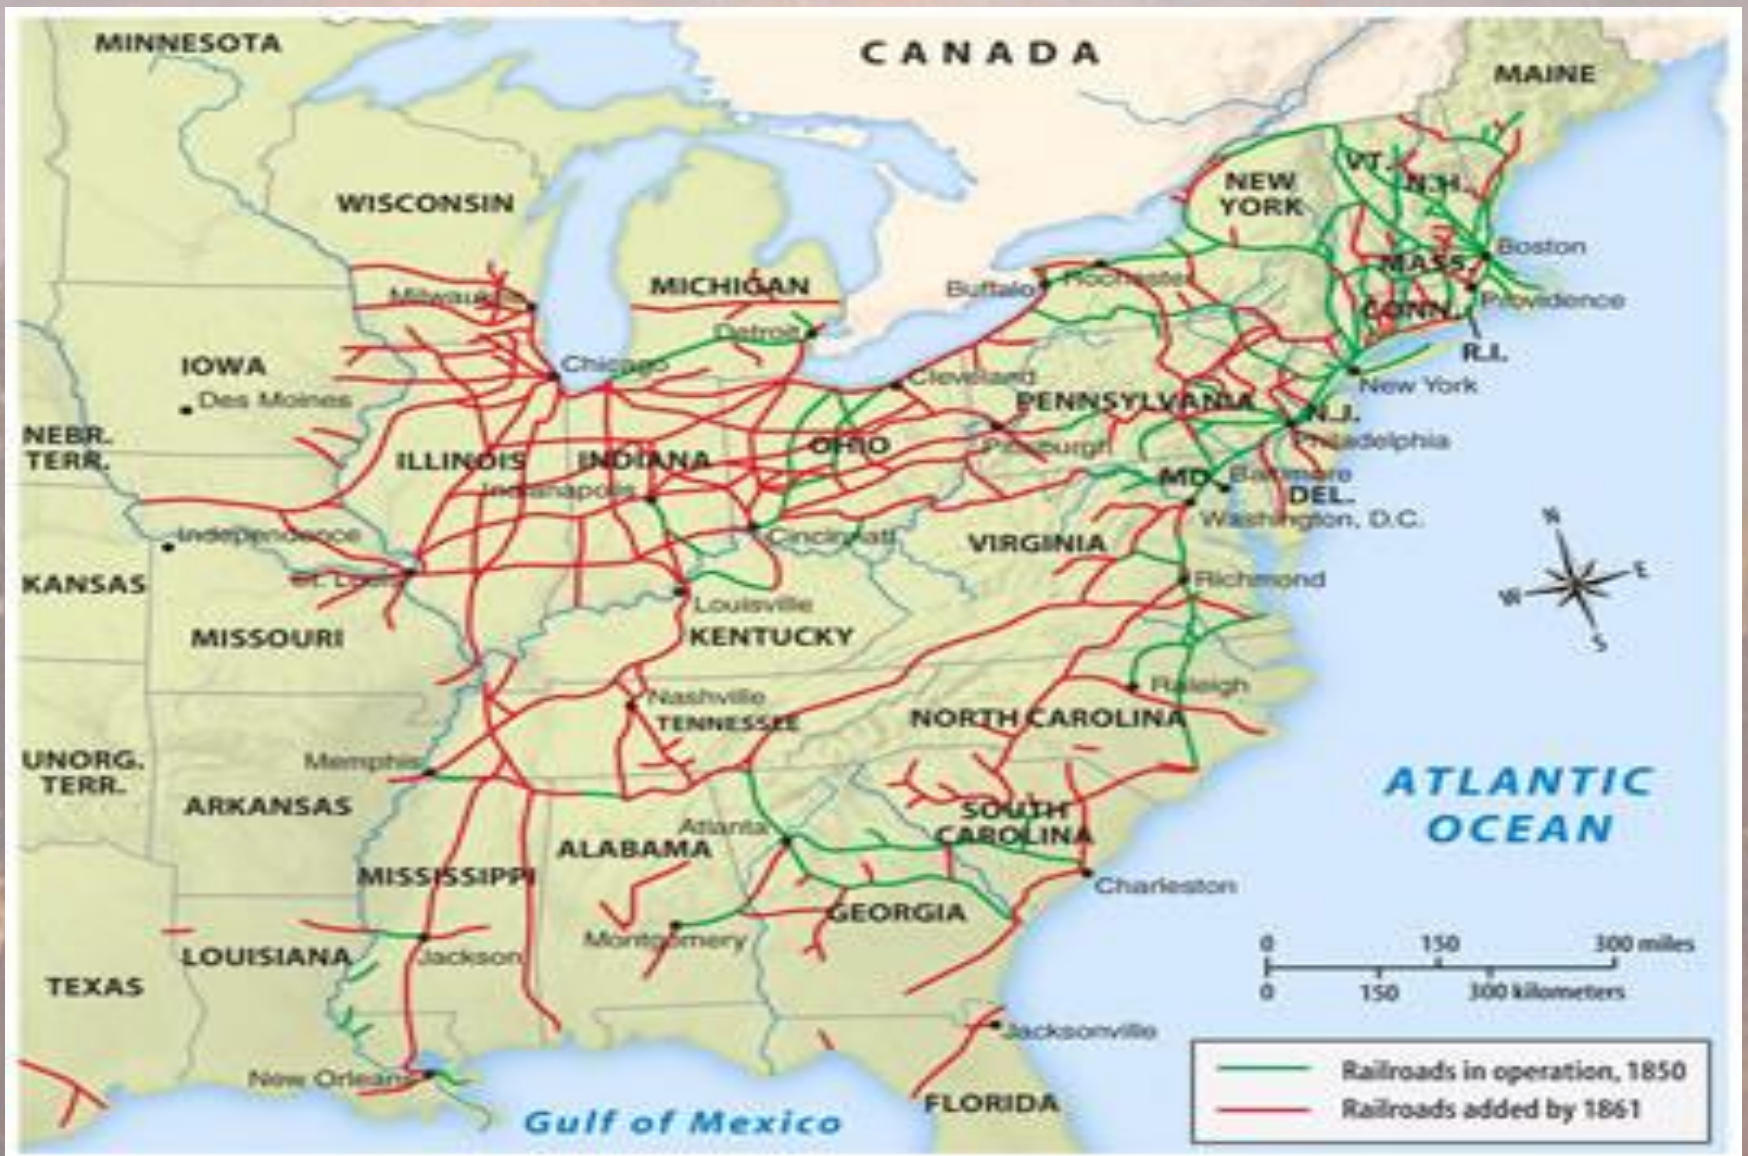 MINNESOTA
CANADA
MAINE
WISCONSIN
VT.
N.H.
NEW
YORK
Boston
MICHIGAN
MASS.
Milwaukee
Buffalo
Rochester
CONN.
Providence
Detroit
R.I.
IOWA
Chicago
Cleveland
New York
Des Moines
PENNSYLVANIA
N.J.
NEBR.
TERR.
ILLINOIS
INDIANA
OHIO
Pittsburgh
Philadelphia
MD.
Baltimore
Indianapolis
DEL.
Washington, D.C.
Independence
Cincinnati
VIRGINIA
N
E
W
S
KANSAS
St. Louis
Richmond
Louisville
MISSOURI
KENTUCKY
Nashville
Raleigh
TENNESSEE
NORTH CAROLINA
UNORG.
TERR.
Memphis
ATLANTIC
OCEAN
ARKANSAS
SOUTH
CAROLINA
Atlanta
ALABAMA
MISSISSIPPI
Charleston
GEORGIA
Montgomery
LOUISIANA
Jackson
TEXAS
0 150 300 miles
0 150 300 kilometers
Jacksonville
New Orleans
FLORIDA
Gulf of Mexico
Railroads in operation, 1850
Railroads added by 1861